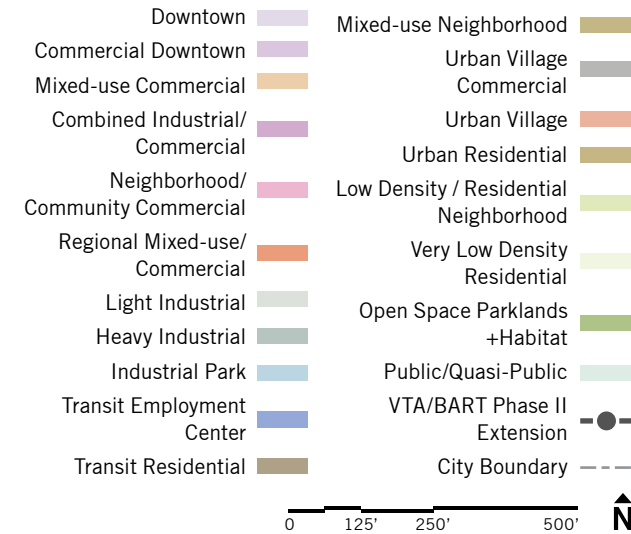 Downtown
Commercial Downtown
Mixed-use Commercial
Combined Industrial/
Commercial
Neighborhood/
Community Commercial
Regional Mixed-use/
Commercial
Light Industrial
Heavy Industrial
Industrial Park
Transit Employment
Center
Transit Residential
Mixed-use Neighborhood
Urban Village
Commercial
Urban Village
Urban Residential
Low Density / Residential
Neighborhood
Very Low Density
Residential
Open Space Parklands
+Habitat
Public/Quasi-Public
VTA/BART Phase II
Extension
City Boundary
0 125' 250' 500'
N